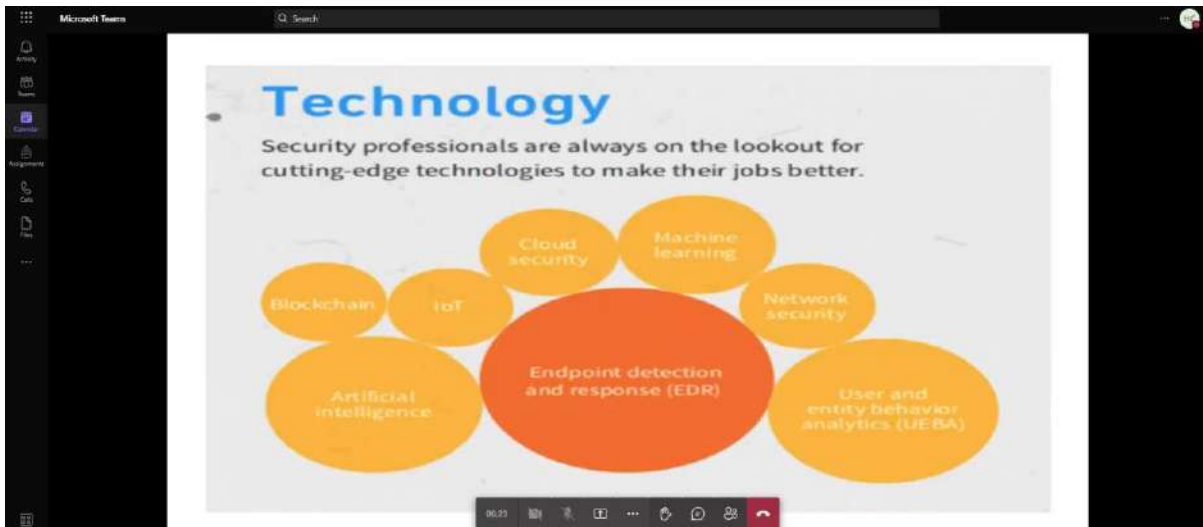 Microsoft Teams
Search
Activity
Teams
Calendar
Assignments
Calls
Files
Technology
Security professionals are always on the lookout for
cutting-edge technologies to make their jobs better.
Cloud
security
Machine
learning
Blockchain
IoT
Network
security
Endpoint detection
and response (EDR)
Artificial
intelligence
User and
entity behavior
analytics (UEBA)